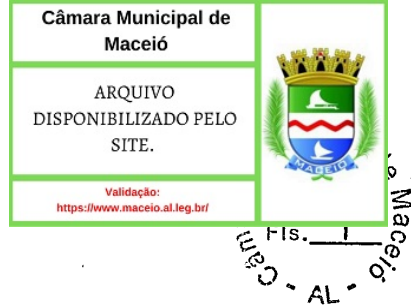 Câmara Municipal de
Maceió
ARQUIVO
DISPONIBILIZADO PELO
SITE.
Validação:
https://www.maceio.al.leg.br/
MACEIÓ
Fls. 1
Maceió
Câm
- AL -